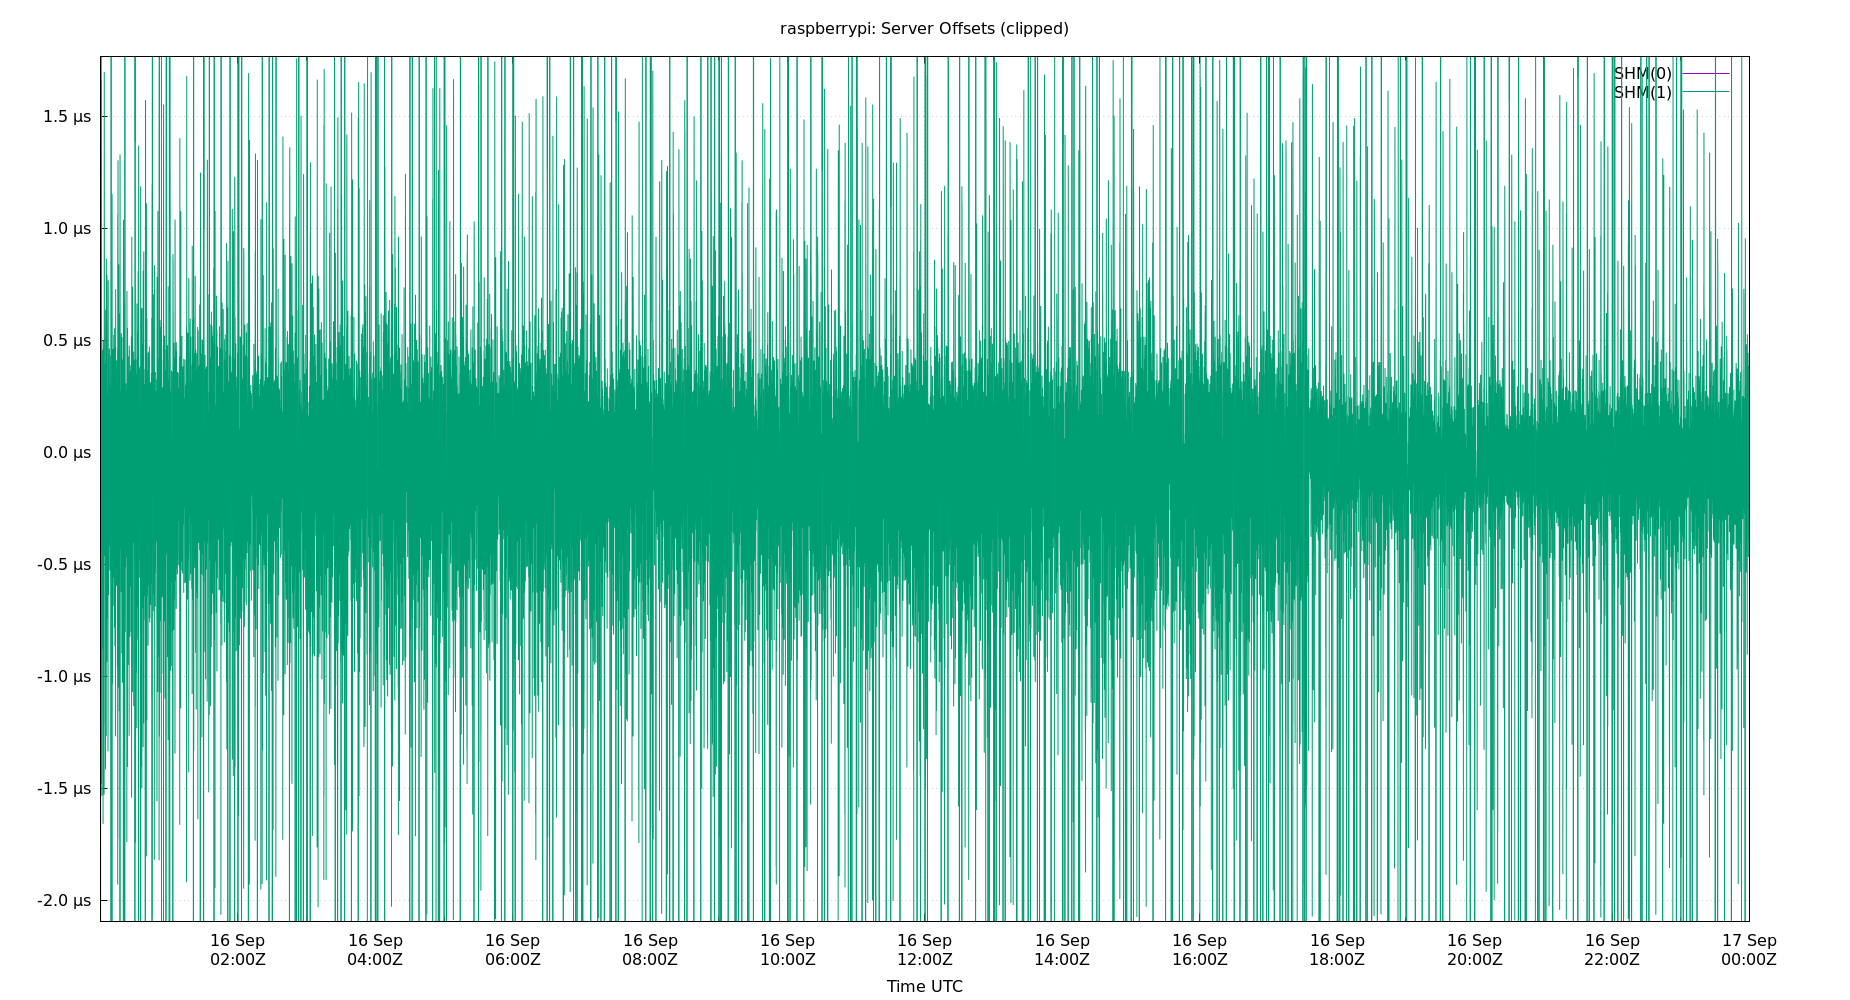 raspberrypi: Server Offsets (clipped)
SHM(0)
SHM(1)
1.5 µs
1.0 µs
0.5 µs
0.0 µs
-0.5 µs
-1.0 µs
-1.5 µs
-2.0 µs
16 Sep 16 Sep 16 Sep 16 Sep 16 Sep 16 Sep 16 Sep 16 Sep 16 Sep 16 Sep 16 Sep 17 Sep
02:00Z 04:00Z 06:00Z 08:00Z 10:00Z 12:00Z 14:00Z 16:00Z 18:00Z 20:00Z 22:00Z 00:00Z
Time UTC